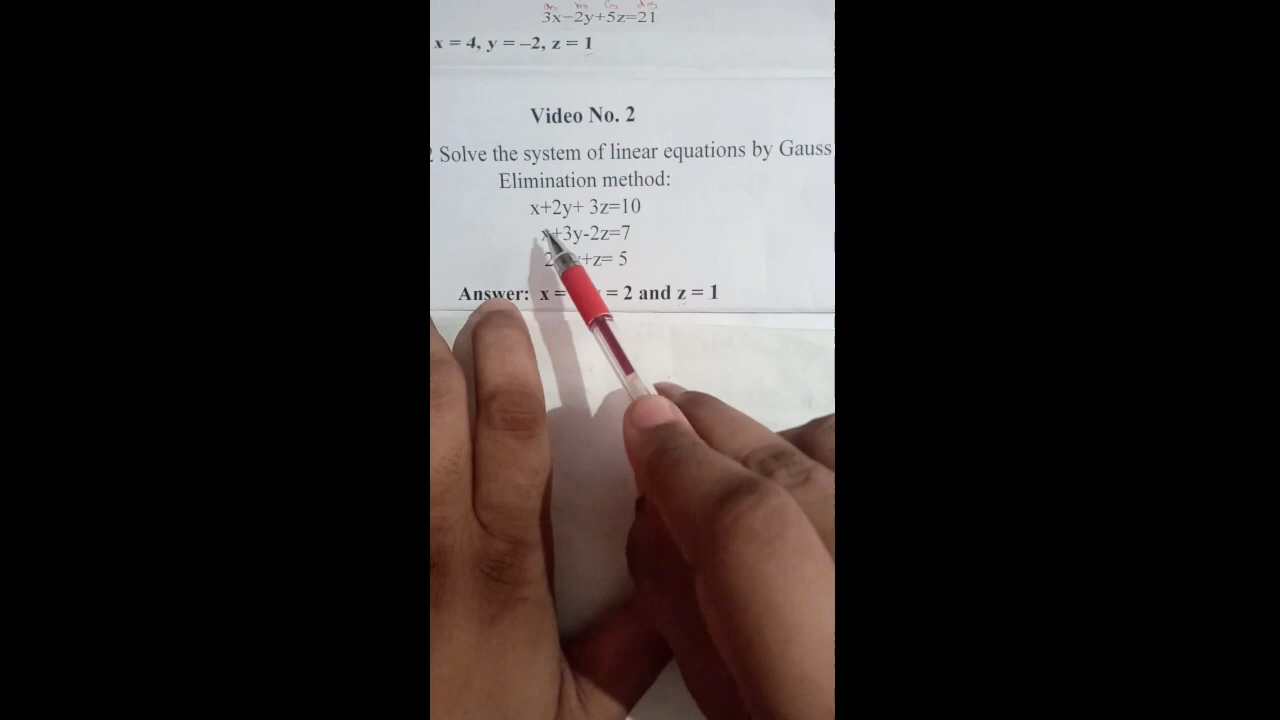 3x−2y+5z=21
x = 4, y = –2, z = 1
Video No. 2
Solve the system of linear equations by Gauss
Elimination method:
x+2y+ 3z=10
x+3y-2z=7
2 +z= 5
Answer: x = = 2 and z = 1